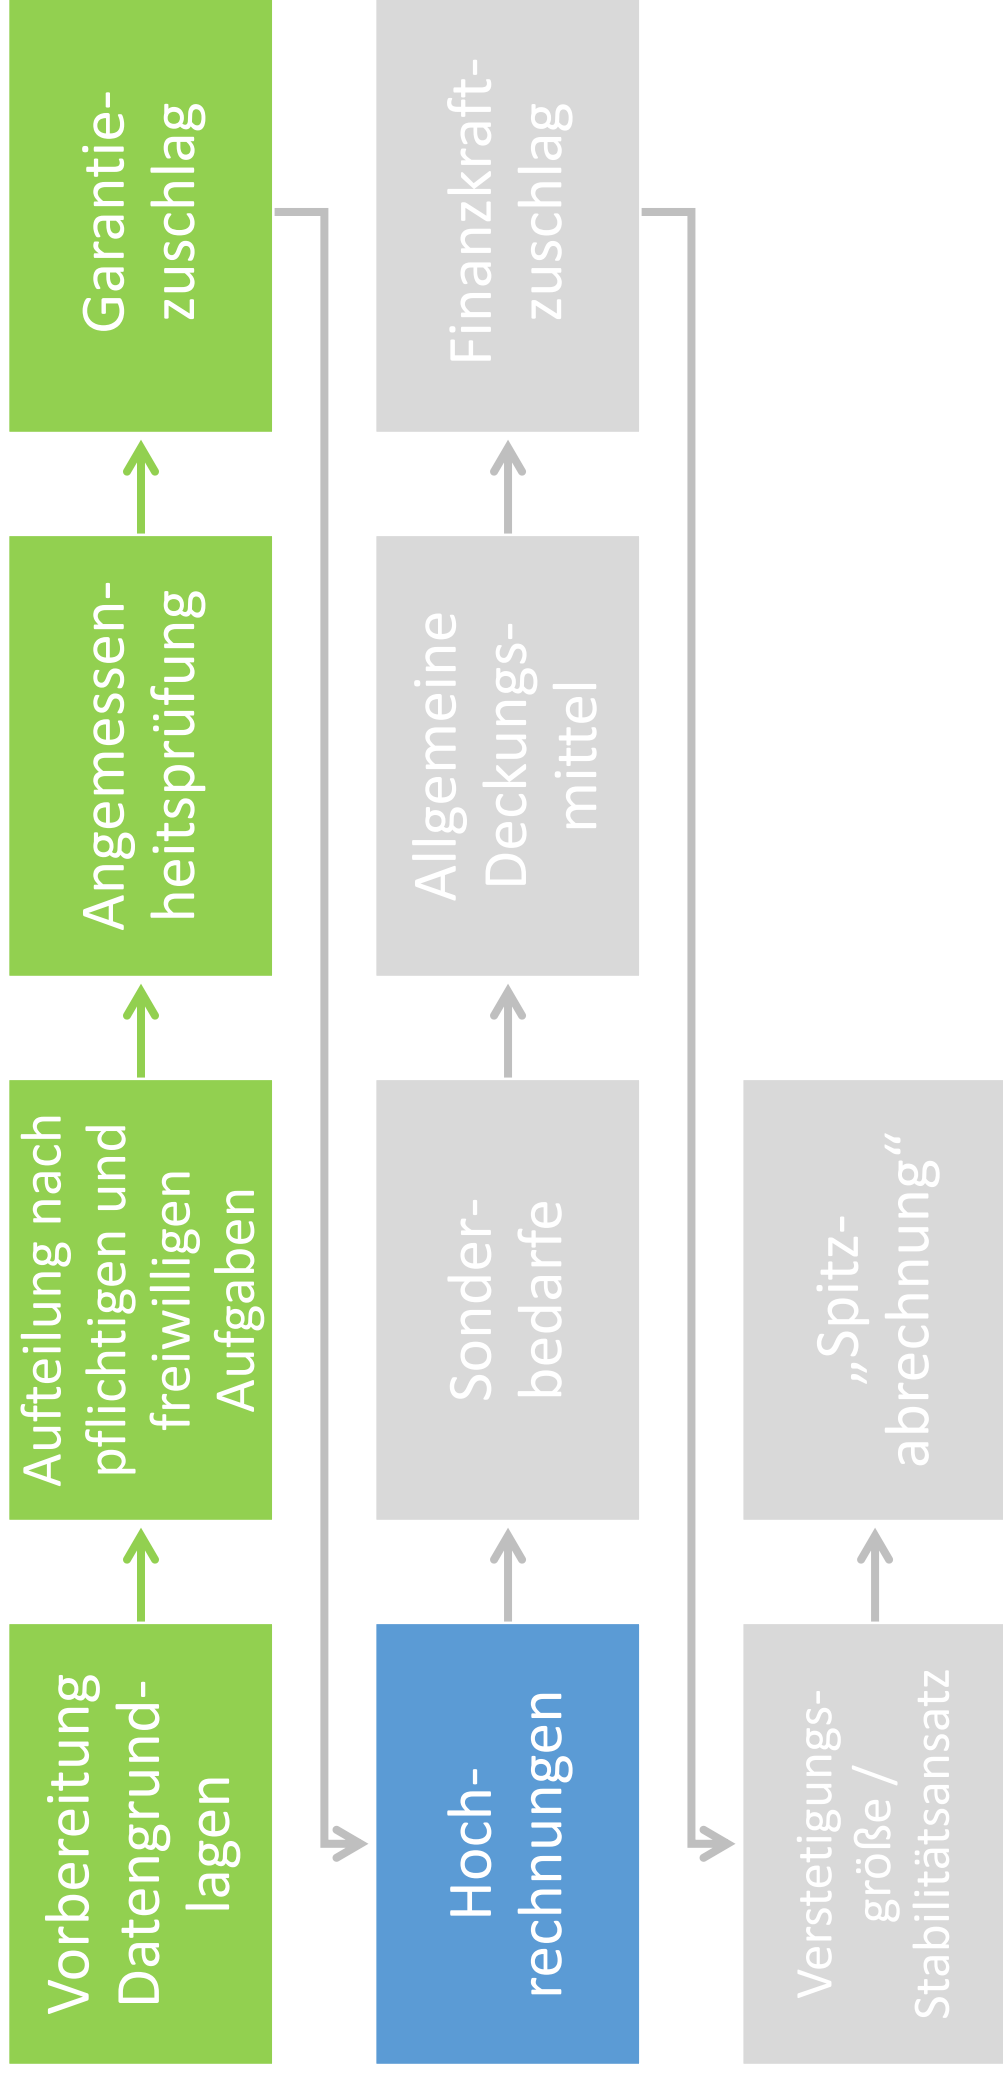 Vorbereitung
Datengrund-
lagen
Aufteilung nach
pflichtigen und
freiwilligen
Aufgaben
Angemessen-
heitsprüfung
Garantie-
zuschlag
Hoch-
rechnungen
Sonder-
bedarfe
Allgemeine
Deckungs-
mittel
Finanzkraft-
zuschlag
Verstetigungs-
größe /
Stabilitätsansatz
„Spitz-
abrechnung“